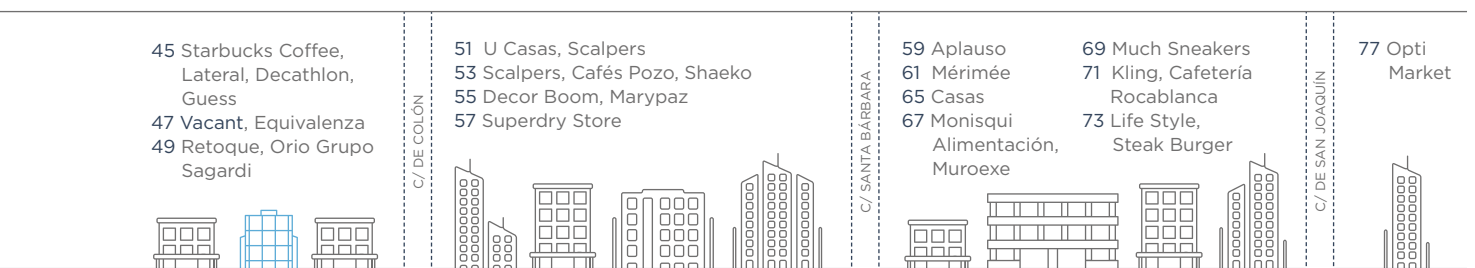 45 Starbucks Coffee,
Lateral, Decathlon,
Guess
47 Vacant, Equivalenza
49 Retoque, Orio Grupo
Sagardi
C/ DE COLÓN
51 U Casas, Scalpers
53 Scalpers, Cafés Pozo, Shaeko
55 Decor Boom, Marypaz
57 Superdry Store
C/ SANTA BÁRBARA
59 Aplauso
61 Mérimée
65 Casas
67 Monisqui
Alimentación,
Muroexe
69 Much Sneakers
71 Kling, Cafetería
Rocablanca
73 Life Style,
Steak Burger
C/ DE SAN JOAQUÍN
77 Opti
Market